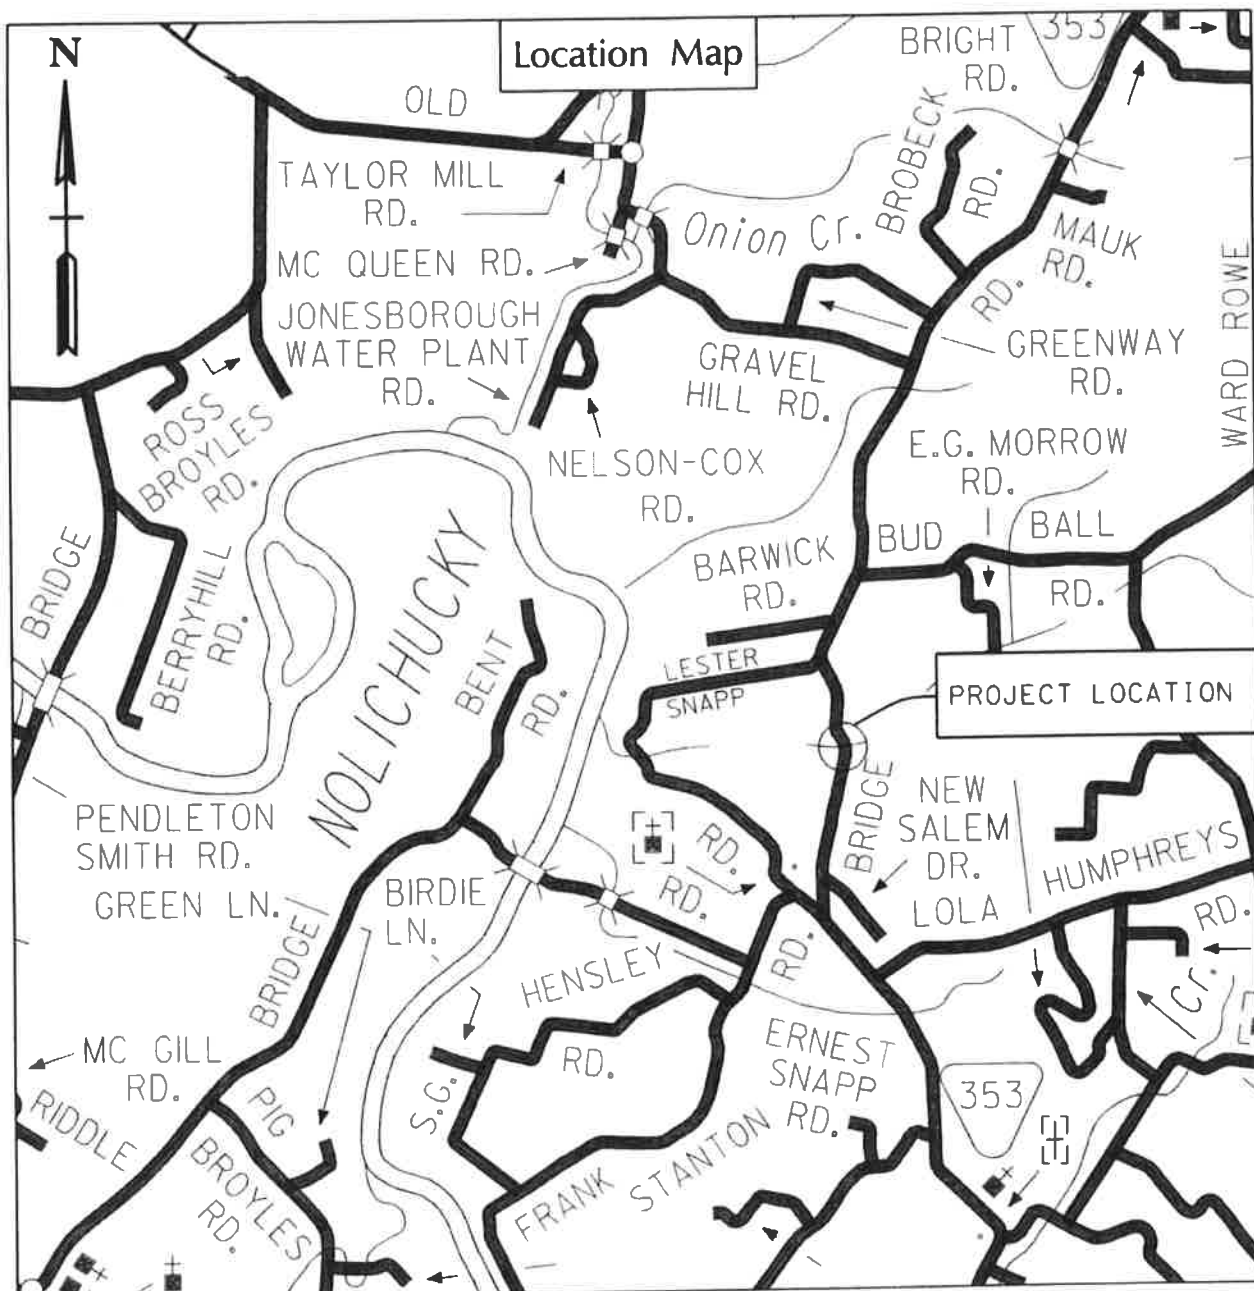 Location Map
N
BRIGHT
RD.
353
OLD
TAYLOR MILL
RD.
BROBECK
RD.
Onion Cr.
MAUK
RD.
MC QUEEN RD.
JONESBOROUGH
WATER PLANT
RD.
RD.
GREENWAY
RD.
WARD ROWE
GRAVEL
HILL RD.
ROSS
BROYLES
RD.
NELSON-COX
RD.
E.G. MORROW
RD.
BUD
BALL
RD.
BARWICK
RD.
BRIDGE
BERRYHILL
RD.
NOLICHUCKY
BENT
RD.
LESTER
SNAPP
PROJECT LOCATION
PENDLETON
SMITH RD.
GREEN LN.
BRIDGE
BIRDIE
LN.
RD.
RD.
BRIDGE
NEW
SALEM
DR.
LOLA
HUMPHREYS
RD.
HENSLEY
RD.
RD.
Cr.
MC GILL
RD.
RIDDLE
PIG
BROYLES
RD.
S.G.
ERNEST
SNAPP
RD.
353
FRANK
STANTON